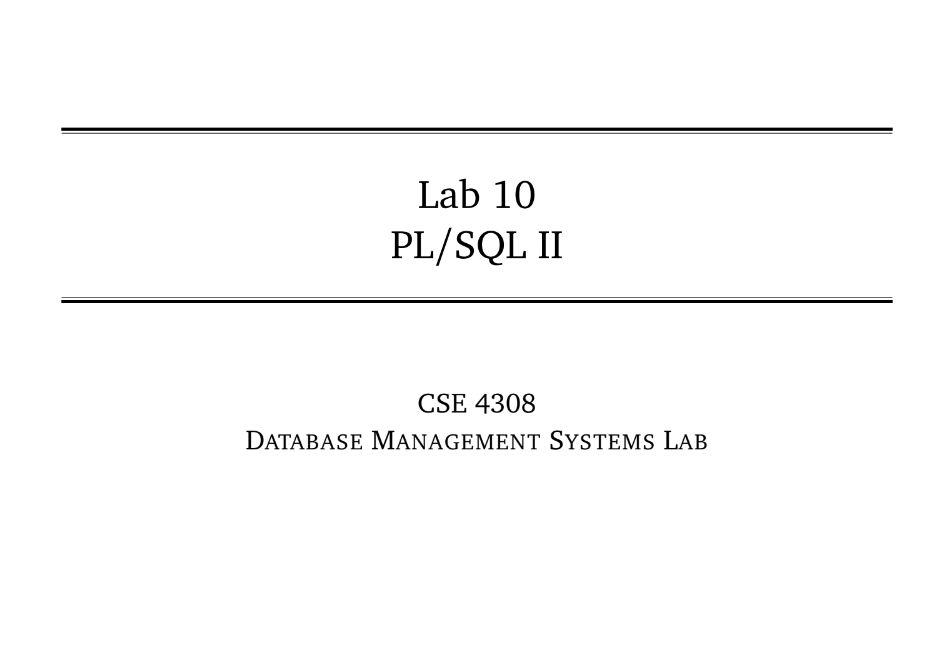 Lab 10
PL/SQL II
CSE 4308
DATABASE MANAGEMENT SYSTEMS LAB